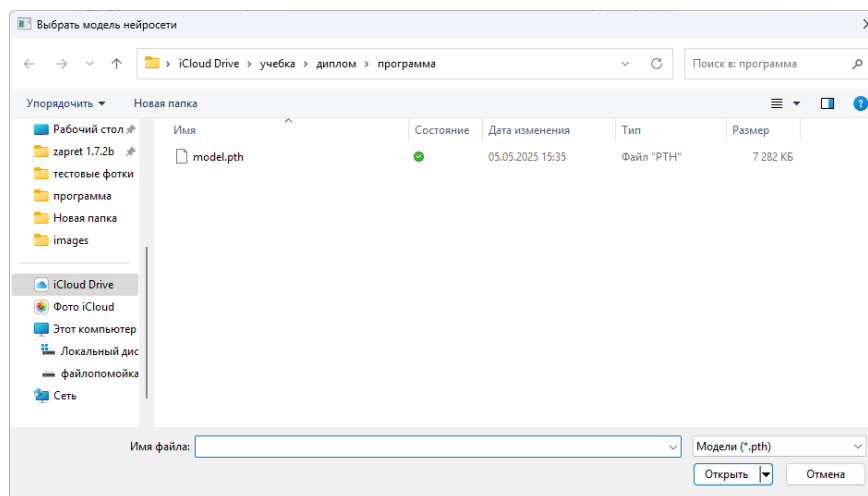 Выбрать модель нейросети
iCloud Drive › учебка › диплом › программа
Поиск в: программа
Упорядочить Новая папка
Рабочий стол
zapret 1.7.2b
тестовые фотки
программа
Новая папка
images
iCloud Drive
Фото iCloud
Этот компьютер
Локальный дис
файлопомойка
Сеть
Имя Состояние Дата изменения Тип Размер
model.pth 05.05.2025 15:35 Файл "PTH" 7 282 КБ
Имя файла: Модели (*.pth)
Открыть Отмена